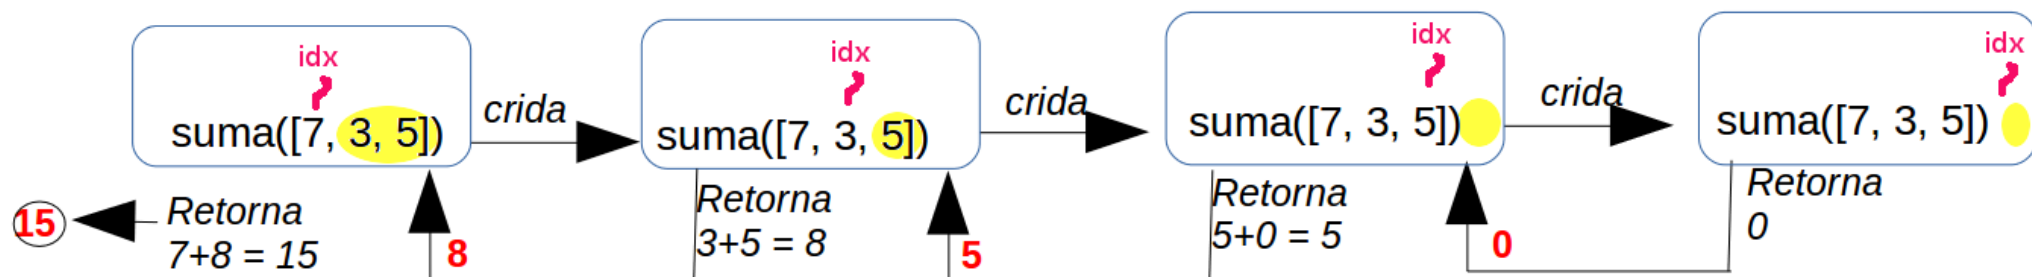 idx
suma([7, 3, 5])
crida
idx
suma([7, 3, 5])
crida
idx
suma([7, 3, 5])
crida
idx
suma([7, 3, 5])
15
Retorna
7+8 = 15
8
Retorna
3+5 = 8
5
Retorna
5+0 = 5
0
Retorna
0